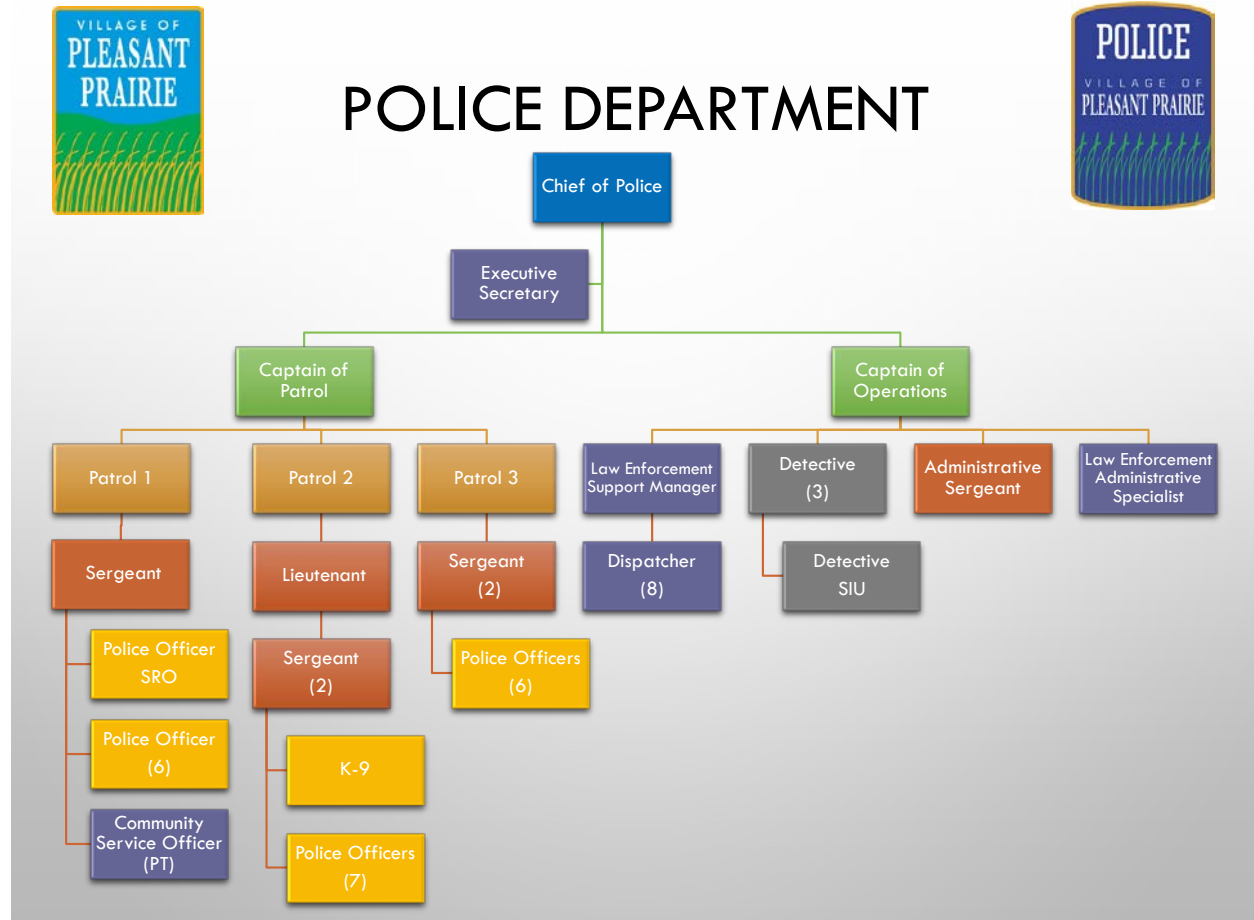 VILLAGE OF
PLEASANT
PRAIRIE
POLICE
VILLAGE OF
PLEASANT PRAIRIE
POLICE DEPARTMENT
Chief of Police
Executive
Secretary
Captain of
Patrol
Captain of
Operations
Patrol 1
Patrol 2
Patrol 3
Law Enforcement
Support Manager
Detective
(3)
Administrative
Sergeant
Law Enforcement
Administrative
Specialist
Sergeant
Lieutenant
Sergeant
(2)
Dispatcher
(8)
Detective
SIU
Police Officer
SRO
Sergeant
(2)
Police Officers
(6)
Police Officer
(6)
K-9
Community
Service Officer
(PT)
Police Officers
(7)